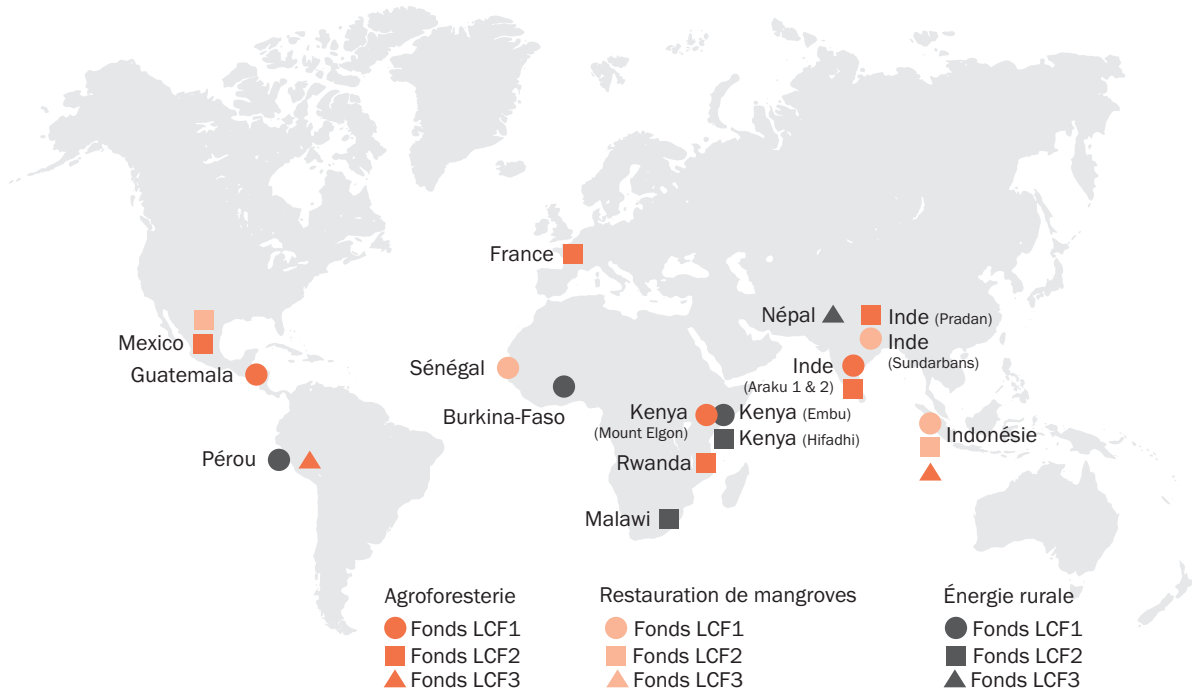 France
Népal
Inde (Pradan)
Mexico
Inde
(Sundarbans)
Sénégal
Inde
(Araku 1 & 2)
Guatemala
Burkina-Faso
Kenya
(Mount Elgon)
Kenya (Embu)
Kenya (Hifadhi)
Indonésie
Pérou
Rwanda
Malawi
Agroforesterie
Fonds LCF1
Fonds LCF2
Fonds LCF3
Restauration de mangroves
Fonds LCF1
Fonds LCF2
Fonds LCF3
Énergie rurale
Fonds LCF1
Fonds LCF2
Fonds LCF3